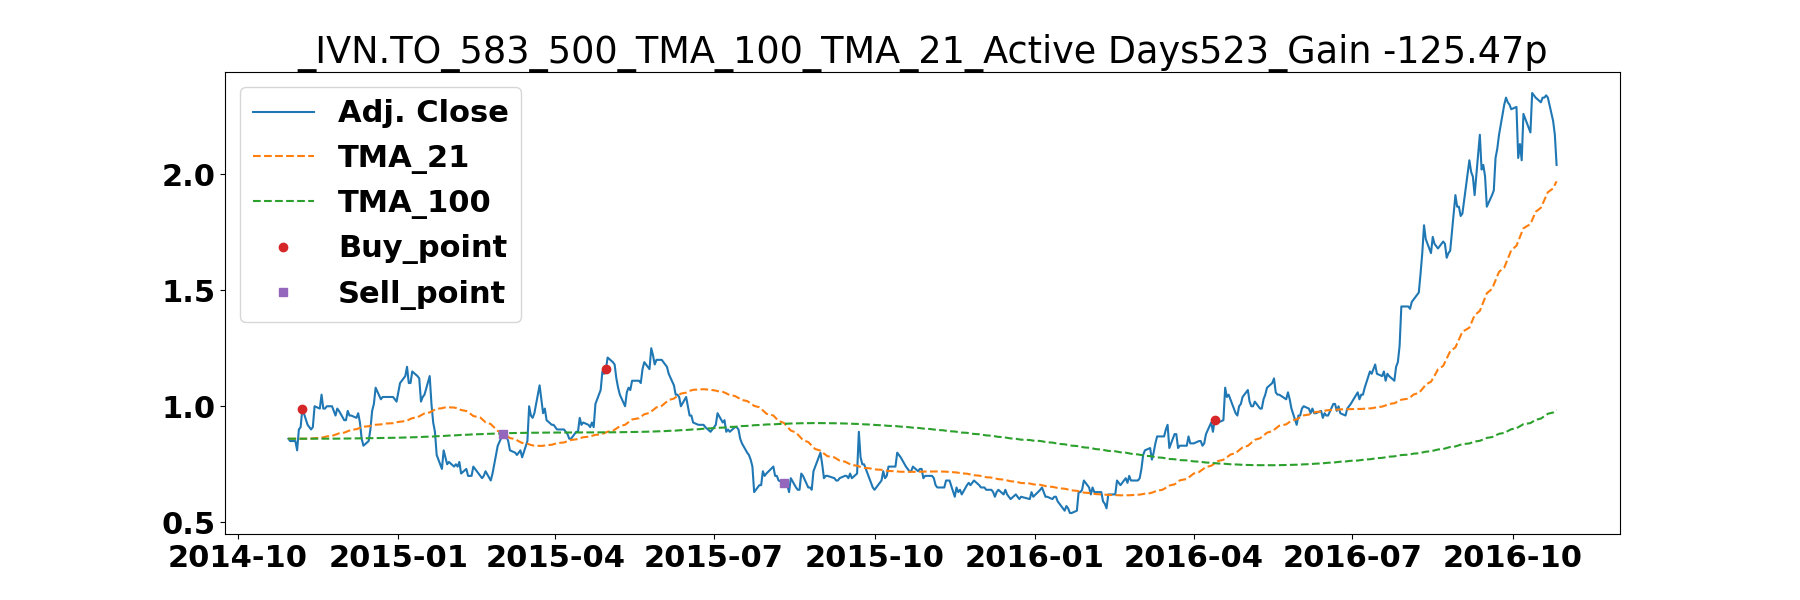 _IVN.TO_583_500_TMA_100_TMA_21_Active Days523_Gain -125.47p
Adj. Close
TMA_21
TMA_100
Buy_point
Sell_point
2.0
1.5
1.0
0.5
2014-10 2015-01 2015-04 2015-07 2015-10 2016-01 2016-04 2016-07 2016-10